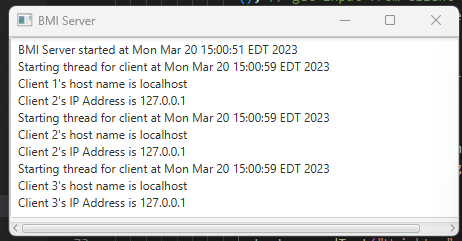 BMI Server
BMI Server started at Mon Mar 20 15:00:51 EDT 2023
Starting thread for client at Mon Mar 20 15:00:59 EDT 2023
Client 1's host name is localhost
Client 2's IP Address is 127.0.0.1
Starting thread for client at Mon Mar 20 15:00:59 EDT 2023
Client 2's host name is localhost
Client 2's IP Address is 127.0.0.1
Starting thread for client at Mon Mar 20 15:00:59 EDT 2023
Client 3's host name is localhost
Client 3's IP Address is 127.0.0.1